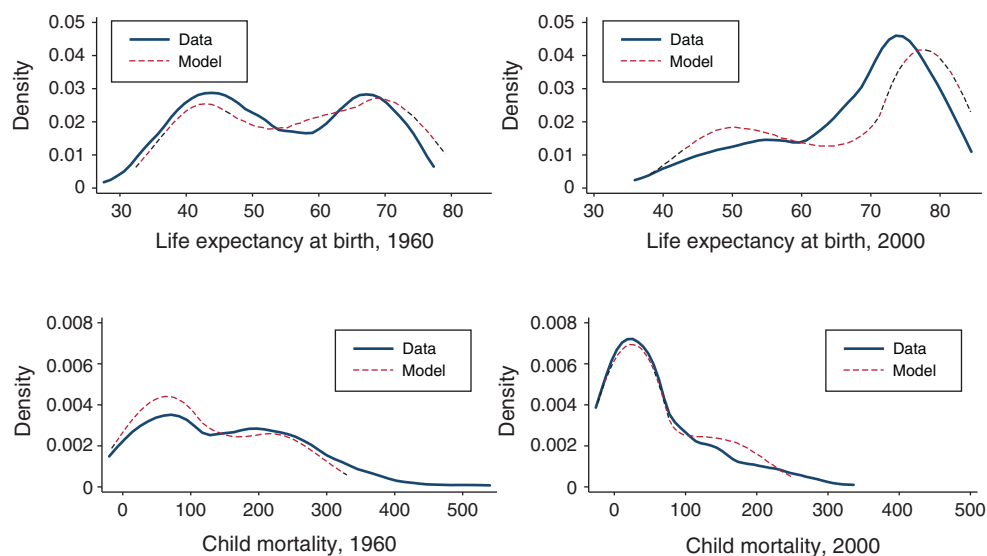 0.05
0.04
0.03
0.02
0.01
0
Density
Data
Model
30 40 50 60 70 80
Life expectancy at birth, 1960
0.05
0.04
0.03
0.02
0.01
0
Density
Data
Model
30 40 50 60 70 80
Life expectancy at birth, 2000
0.008
0.006
0.004
0.002
0
Density
Data
Model
0 100 200 300 400 500
Child mortality, 1960
0.008
0.006
0.004
0.002
0
Density
Data
Model
0 100 200 300 400 500
Child mortality, 2000